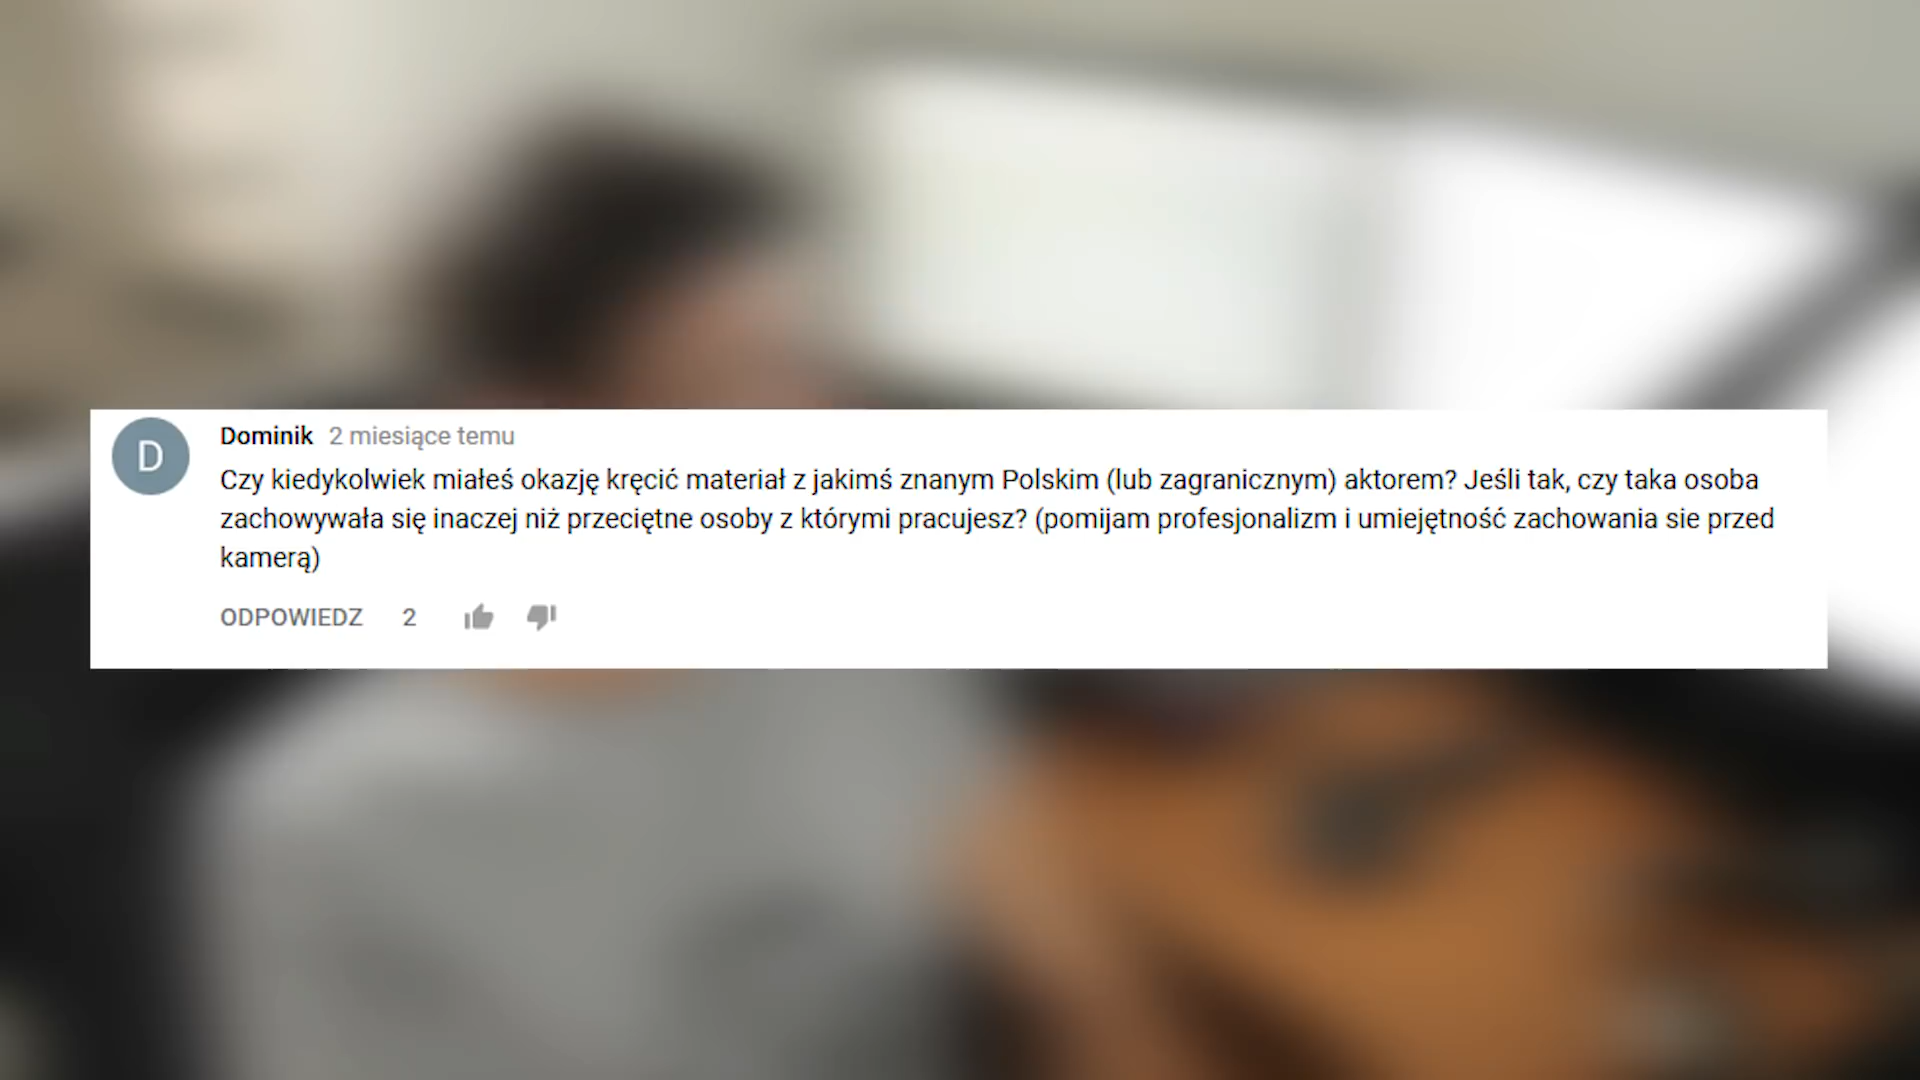 D
Dominik 2 miesiące temu
Czy kiedykolwiek miałeś okazję kręcić materiał z jakimś znanym Polskim (lub zagranicznym) aktorem? Jeśli tak, czy taka osoba
zachowywała się inaczej niż przeciętne osoby z którymi pracujesz? (pomijam profesjonalizm i umiejętność zachowania sie przed
kamerą)
ODPOWIEDZ 2